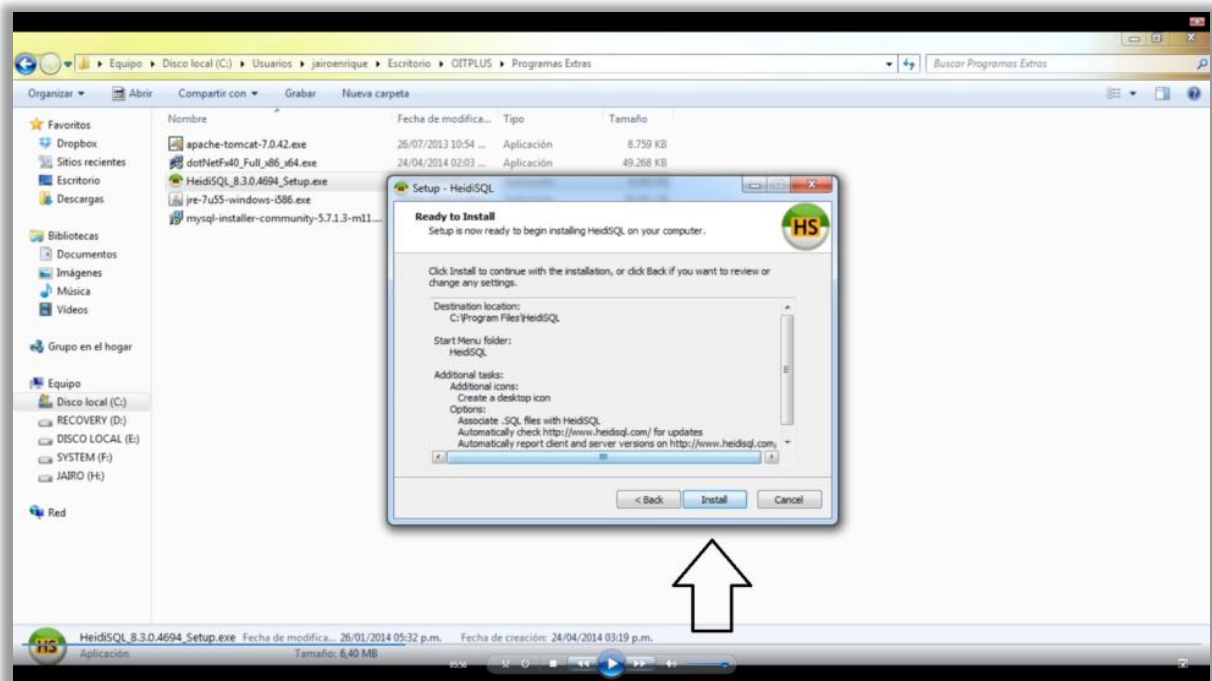 Equipo ▸ Disco local (C:) ▸ Usuarios ▸ jairoenrique ▸ Escritorio ▸ OITPLUS ▸ Programas Extras
Buscar Programas Extras
Organizar Abrir Compartir con Grabar Nueva carpeta
Nombre Fecha de modifica... Tipo Tamaño
apache-tomcat-7.0.42.exe 26/07/2013 10:54 ... Aplicación 8.759 KB
dotNetFx40_Full_x86_x64.exe 24/04/2014 02:03 ... Aplicación 49.268 KB
HeidiSQL_8.3.0.4694_Setup.exe
jre-7u55-windows-i586.exe
mysql-installer-community-5.7.1.3-m11....
Favoritos
Dropbox
Sitios recientes
Escritorio
Descargas
Bibliotecas
Documentos
Imágenes
Música
Vídeos
Grupo en el hogar
Equipo
Disco local (C:)
RECOVERY (D:)
DISCO LOCAL (E:)
SYSTEM (F:)
JAIRO (H:)
Red
Setup - HeidiSQL
Ready to Install
Setup is now ready to begin installing HeidiSQL on your computer.
HS
Click Install to continue with the installation, or click Back if you want to review or
change any settings.
Destination location:
C:\Program Files\HeidiSQL
Start Menu folder:
HeidiSQL
Additional tasks:
Additional icons:
Create a desktop icon
Options:
Associate .SQL files with HeidiSQL
Automatically check http://www.heidisql.com/ for updates
Automatically report client and server versions on http://www.heidisql.com/
< Back Install Cancel
HS
HeidiSQL_8.3.0.4694_Setup.exe Fecha de modifica... 26/01/2014 05:32 p.m. Fecha de creación: 24/04/2014 03:19 p.m.
Aplicación Tamaño: 6,40 MB